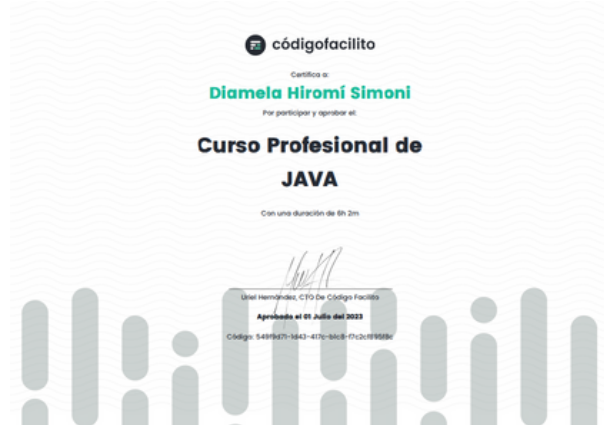 códigofacilito
Certifica a:
Diamela Hiromí Simoni
Por participar y aprobar el:
Curso Profesional de
JAVA
Con una duración de 6h 2m
Uriel Hernández, CTO De Código Facilito
Aprobado el 01 Julio del 2023
Código: